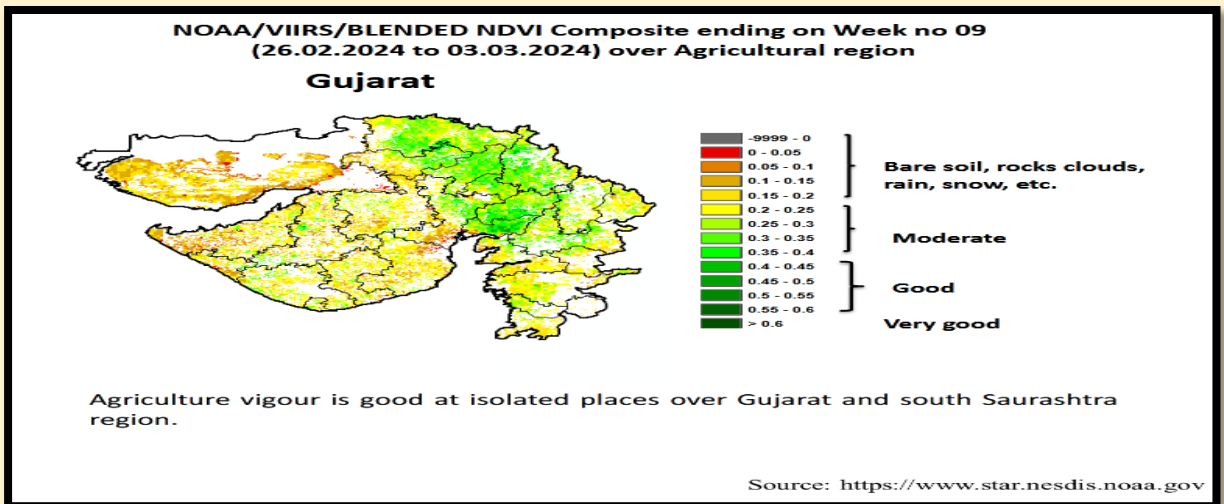 NOAA/VIIRS/BLENDED NDVI Composite ending on Week no 09
(26.02.2024 to 03.03.2024) over Agricultural region
Gujarat
-9999 - 0
0 - 0.05
0.05 - 0.1
0.1 - 0.15
0.15 - 0.2
0.2 - 0.25
0.25 - 0.3
0.3 - 0.35
0.35 - 0.4
0.4 - 0.45
0.45 - 0.5
0.5 - 0.55
0.55 - 0.6
> 0.6
Bare soil, rocks clouds,
rain, snow, etc.
Moderate
Good
Very good
Agriculture vigour is good at isolated places over Gujarat and south Saurashtra
region.
Source: https://www.star.nesdis.noaa.gov